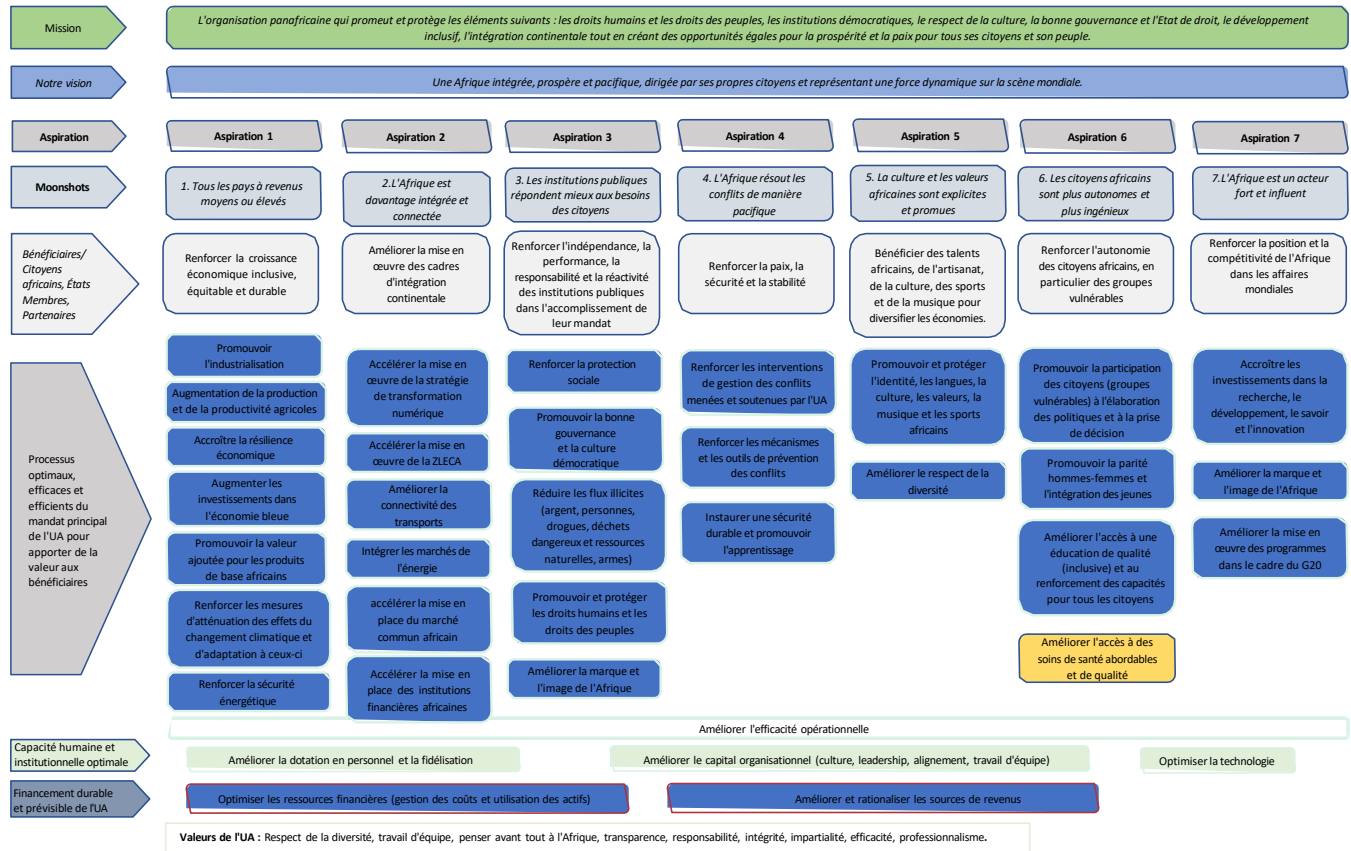 Mission
L'organisation panafricaine qui promeut et protège les éléments suivants : les droits humains et les droits des peuples, les institutions démocratiques, le respect de la culture, la bonne gouvernance et l'Etat de droit, le développement
inclusif, l'intégration continentale tout en créant des opportunités égales pour la prospérité et la paix pour tous ses citoyens et son peuple.
Notre vision
Une Afrique intégrée, prospère et pacifique, dirigée par ses propres citoyens et représentant une force dynamique sur la scène mondiale.
Aspiration
Aspiration 1
Aspiration 2
Aspiration 3
Aspiration 4
Aspiration 5
Aspiration 6
Aspiration 7
Moonshots
1. Tous les pays à revenus
moyens ou élevés
2.L'Afrique est
davantage intégrée et
connectée
3. Les institutions publiques
répondent mieux aux besoins
des citoyens
4. L'Afrique résout les
conflits de manière
pacifique
5. La culture et les valeurs
africaines sont explicites
et promues
6. Les citoyens africains
sont plus autonomes et
plus ingénieux
7.L'Afrique est un acteur
fort et influent
Bénéficiaires/
Citoyens
africains, États
Membres,
Partenaires
Renforcer la croissance
économique inclusive,
équitable et durable
Améliorer la mise en
œuvre des cadres
d'intégration
continentale
Renforcer l'indépendance, la
performance, la
responsabilité et la réactivité
des institutions publiques
dans l'accomplissement de
leur mandat
Renforcer la paix, la
sécurité et la stabilité
Bénéficier des talents
africains, de l'artisanat,
de la culture, des sports
et de la musique pour
diversifier les économies.
Renforcer l'autonomie
des citoyens africains, en
particulier des groupes
vulnérables
Renforcer la position et la
compétitivité de l'Afrique
dans les affaires
mondiales
Processus
optimaux,
efficaces et
efficients du
mandat principal
de l'UA pour
apporter de la
valeur aux
bénéficiaires
Promouvoir
l'industrialisation
Augmentation de la production
et de la productivité agricoles
Accroître la résilience
économique
Augmenter les
investissements dans
l'économie bleue
Promouvoir la valeur
ajoutée pour les produits
de base africains
Renforcer les mesures
d'atténuation des effets du
changement climatique et
d'adaptation à ceux-ci
Renforcer la sécurité
énergétique
Accélérer la mise en
œuvre de la stratégie
de transformation
numérique
Accélérer la mise en
œuvre de la ZLECA
Améliorer la
connectivité des
transports
Intégrer les marchés de
l'énergie
accélérer la mise en
place du marché
commun africain
Accélérer la mise en
place des institutions
financières africaines
Renforcer la protection
sociale
Promouvoir la bonne
gouvernance
et la culture
démocratique
Réduire les flux illicites
(argent, personnes,
drogues, déchets
dangereux et ressources
naturelles, armes)
Promouvoir et protéger
les droits humains et les
droits des peuples
Améliorer la marque et
l'image de l'Afrique
Renforcer les interventions
de gestion des conflits
menées et soutenues par l'UA
Renforcer les mécanismes
et les outils de prévention
des conflits
Instaurer une sécurité
durable et promouvoir
l'apprentissage
Promouvoir et protéger
l'identité, les langues, la
culture, les valeurs, la
musique et les sports
africains
Améliorer le respect de la
diversité
Promouvoir la participation
des citoyens (groupes
vulnérables) à l'élaboration
des politiques et à la prise
de décision
Promouvoir la parité
hommes-femmes et
l'intégration des jeunes
Améliorer l'accès à une
éducation de qualité
(inclusive) et au
renforcement des capacités
pour tous les citoyens
Améliorer l'accès à des
soins de santé abordables
et de qualité
Accroître les
investissements dans la
recherche, le
développement, le savoir
et l'innovation
Améliorer la marque et
l'image de l'Afrique
Améliorer la mise en
œuvre des programmes
dans le cadre du G20
Améliorer l'efficacité opérationnelle
Capacité humaine et
institutionnelle optimale
Améliorer la dotation en personnel et la fidélisation
Améliorer le capital organisationnel (culture, leadership, alignement, travail d'équipe)
Optimiser la technologie
Financement durable
et prévisible de l'UA
Optimiser les ressources financières (gestion des coûts et utilisation des actifs)
Améliorer et rationaliser les sources de revenus
Valeurs de l'UA : Respect de la diversité, travail d'équipe, penser avant tout à l'Afrique, transparence, responsabilité, intégrité, impartialité, efficacité, professionnalisme.